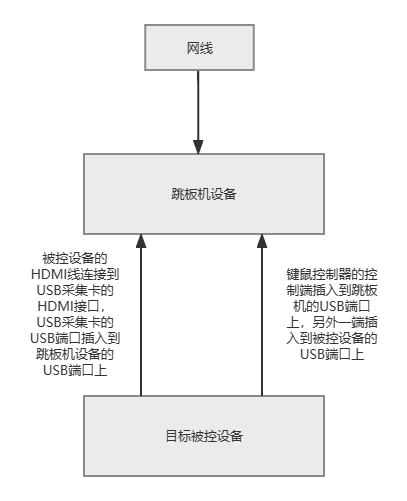 网线
跳板机设备
被控设备的
HDMI线连接到
USB采集卡的
HDMI接口，
USB采集卡的
USB端口插入到
跳板机设备的
USB端口上
键鼠控制器的控
制端插入到跳板
机的USB端口
上，另外一端插
入到被控设备的
USB端口上
目标被控设备